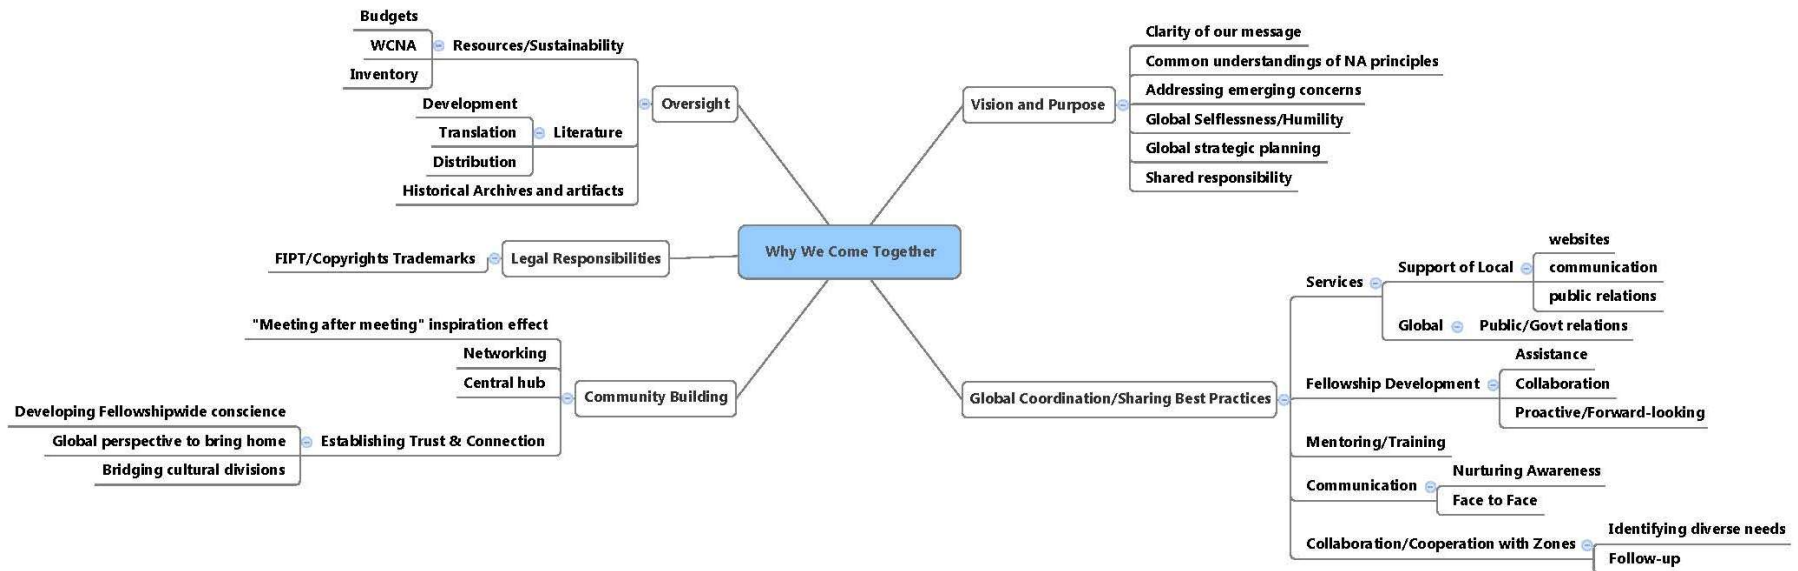 Why We Come Together
Vision and Purpose
Clarity of our message
Common understandings of NA principles
Addressing emerging concerns
Global Selflessness/Humility
Global strategic planning
Shared responsibility
Global Coordination/Sharing Best Practices
Services
Support of Local
websites
communication
public relations
Global
Public/Govt relations
Fellowship Development
Assistance
Collaboration
Proactive/Forward-looking
Mentoring/Training
Communication
Nurturing Awareness
Face to Face
Collaboration/Cooperation with Zones
Identifying diverse needs
Follow-up
Oversight
Resources/Sustainability
Budgets
WCNA
Inventory
Literature
Development
Translation
Distribution
Historical Archives and artifacts
Legal Responsibilities
FIPT/Copyrights Trademarks
Community Building
"Meeting after meeting" inspiration effect
Networking
Central hub
Establishing Trust & Connection
Developing Fellowshipwide conscience
Global perspective to bring home
Bridging cultural divisions